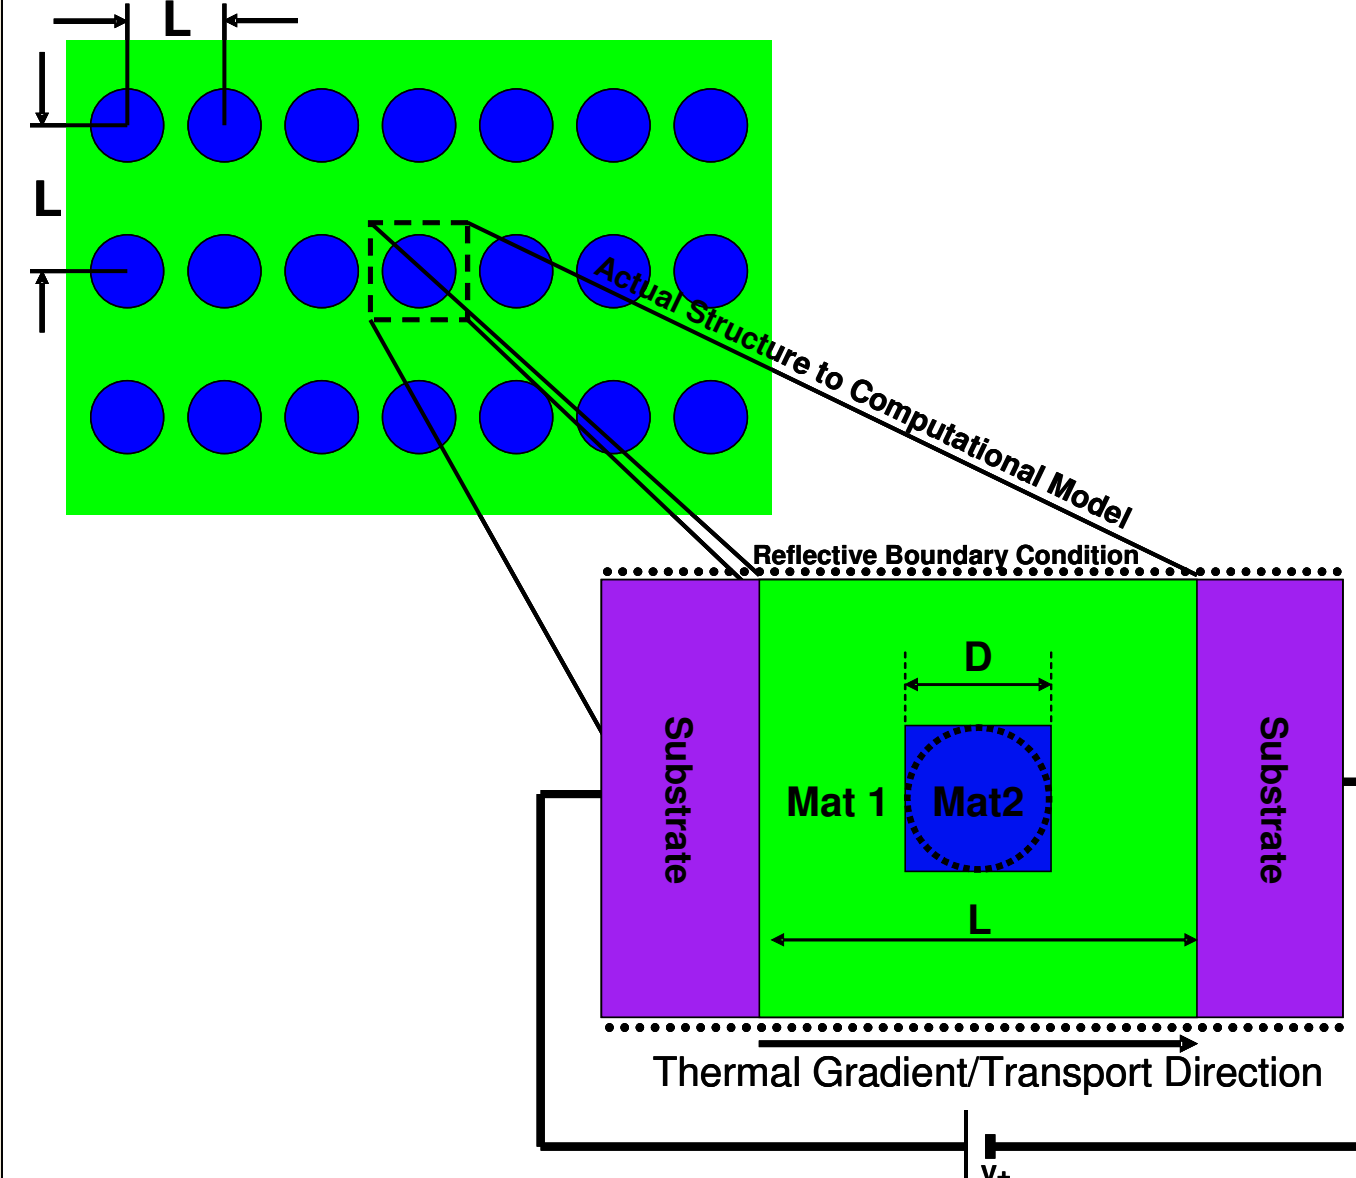 L
L
Actual Structure to Computational Model
Reflective Boundary Condition
D
Substrate
Mat 1
Mat2
Substrate
L
Thermal Gradient/Transport Direction
V+